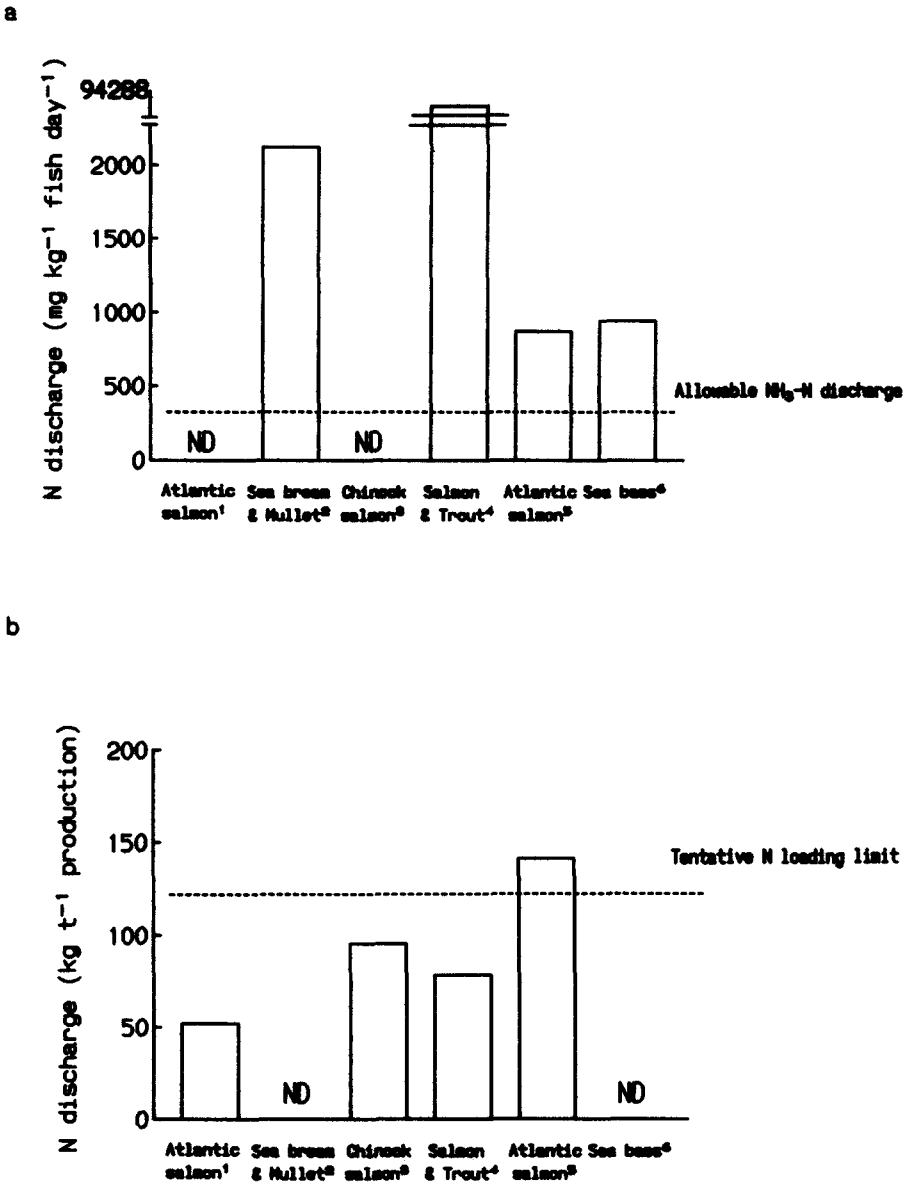 a
N discharge (mg kg⁻¹ fish day⁻¹)
94288
2000
1500
1000
500
0
Allowable NH₃-N discharge
ND
ND
Atlantic salmon¹
Sea bream & Mullet²
Chinook salmon³
Salmon & Trout⁴
Atlantic salmon⁵
Sea bass⁶
b
N discharge (kg t⁻¹ production)
200
150
100
50
0
Tentative N loading limit
ND
ND
Atlantic salmon¹
Sea bream & Mullet²
Chinook salmon³
Salmon & Trout⁴
Atlantic salmon⁵
Sea bass⁶